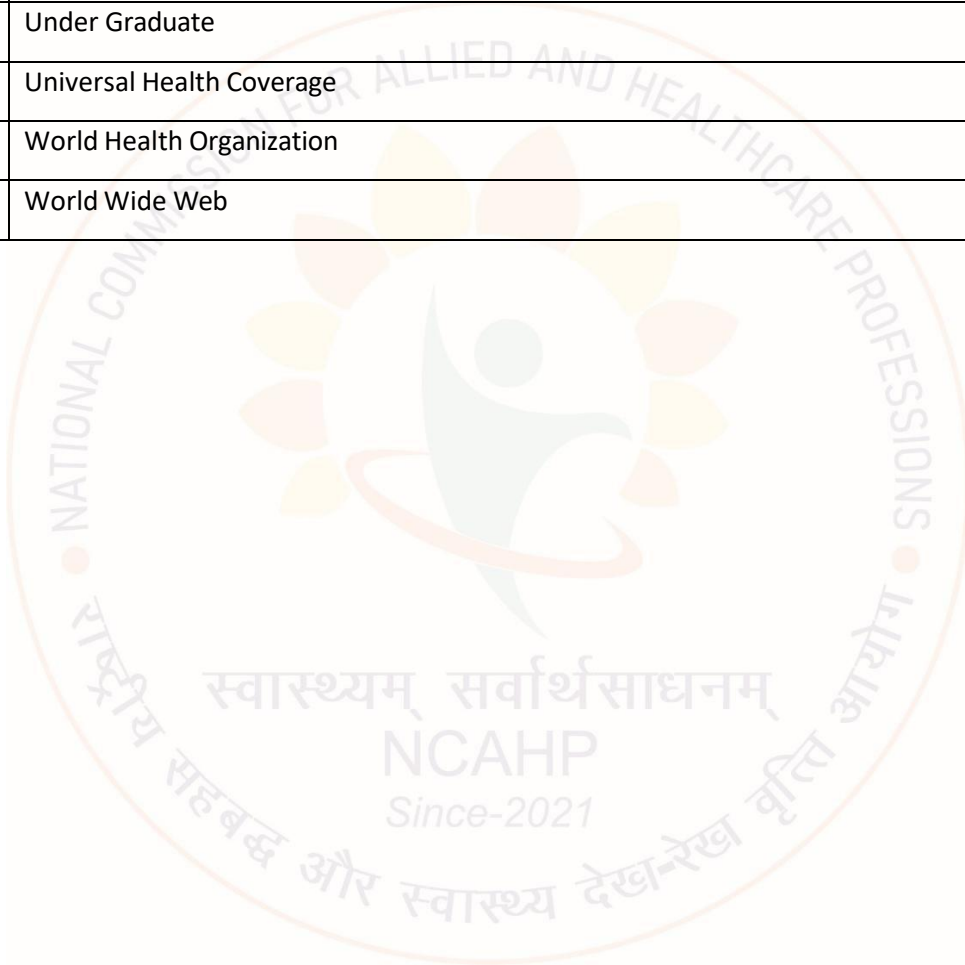 Under Graduate
Universal Health Coverage
World Health Organization
World Wide Web
NATIONAL COMMISSION FOR ALLIED AND HEALTHCARE PROFESSIONS
स्वास्थ्यम् सर्वार्थसाधनम्
NCAHP
Since-2021
राष्ट्रीय सहबद्ध और स्वास्थ्य देख-रेख वृत्ति आयोग